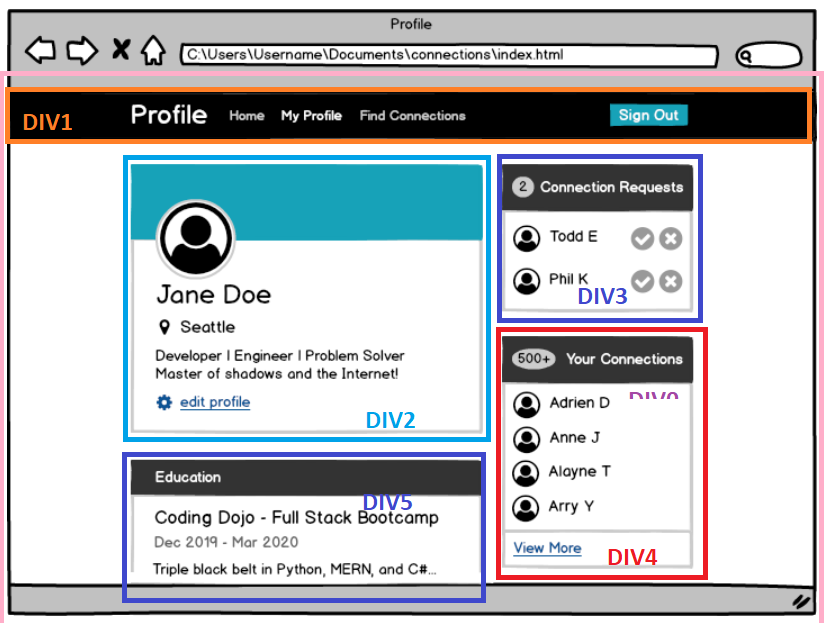 Profile
C:\Users\Username\Documents\connections\index.html
DIV1
Profile Home My Profile Find Connections Sign Out
2 Connection Requests
Todd E
Phil K
DIV3
Jane Doe
Seattle
Developer | Engineer | Problem Solver
Master of shadows and the Internet!
edit profile
DIV2
500+ Your Connections
Adrien D
Anne J
Alayne T
Arry Y
View More
DIV4
Education
DIV5
Coding Dojo - Full Stack Bootcamp
Dec 2019 - Mar 2020
Triple black belt in Python, MERN, and C#...